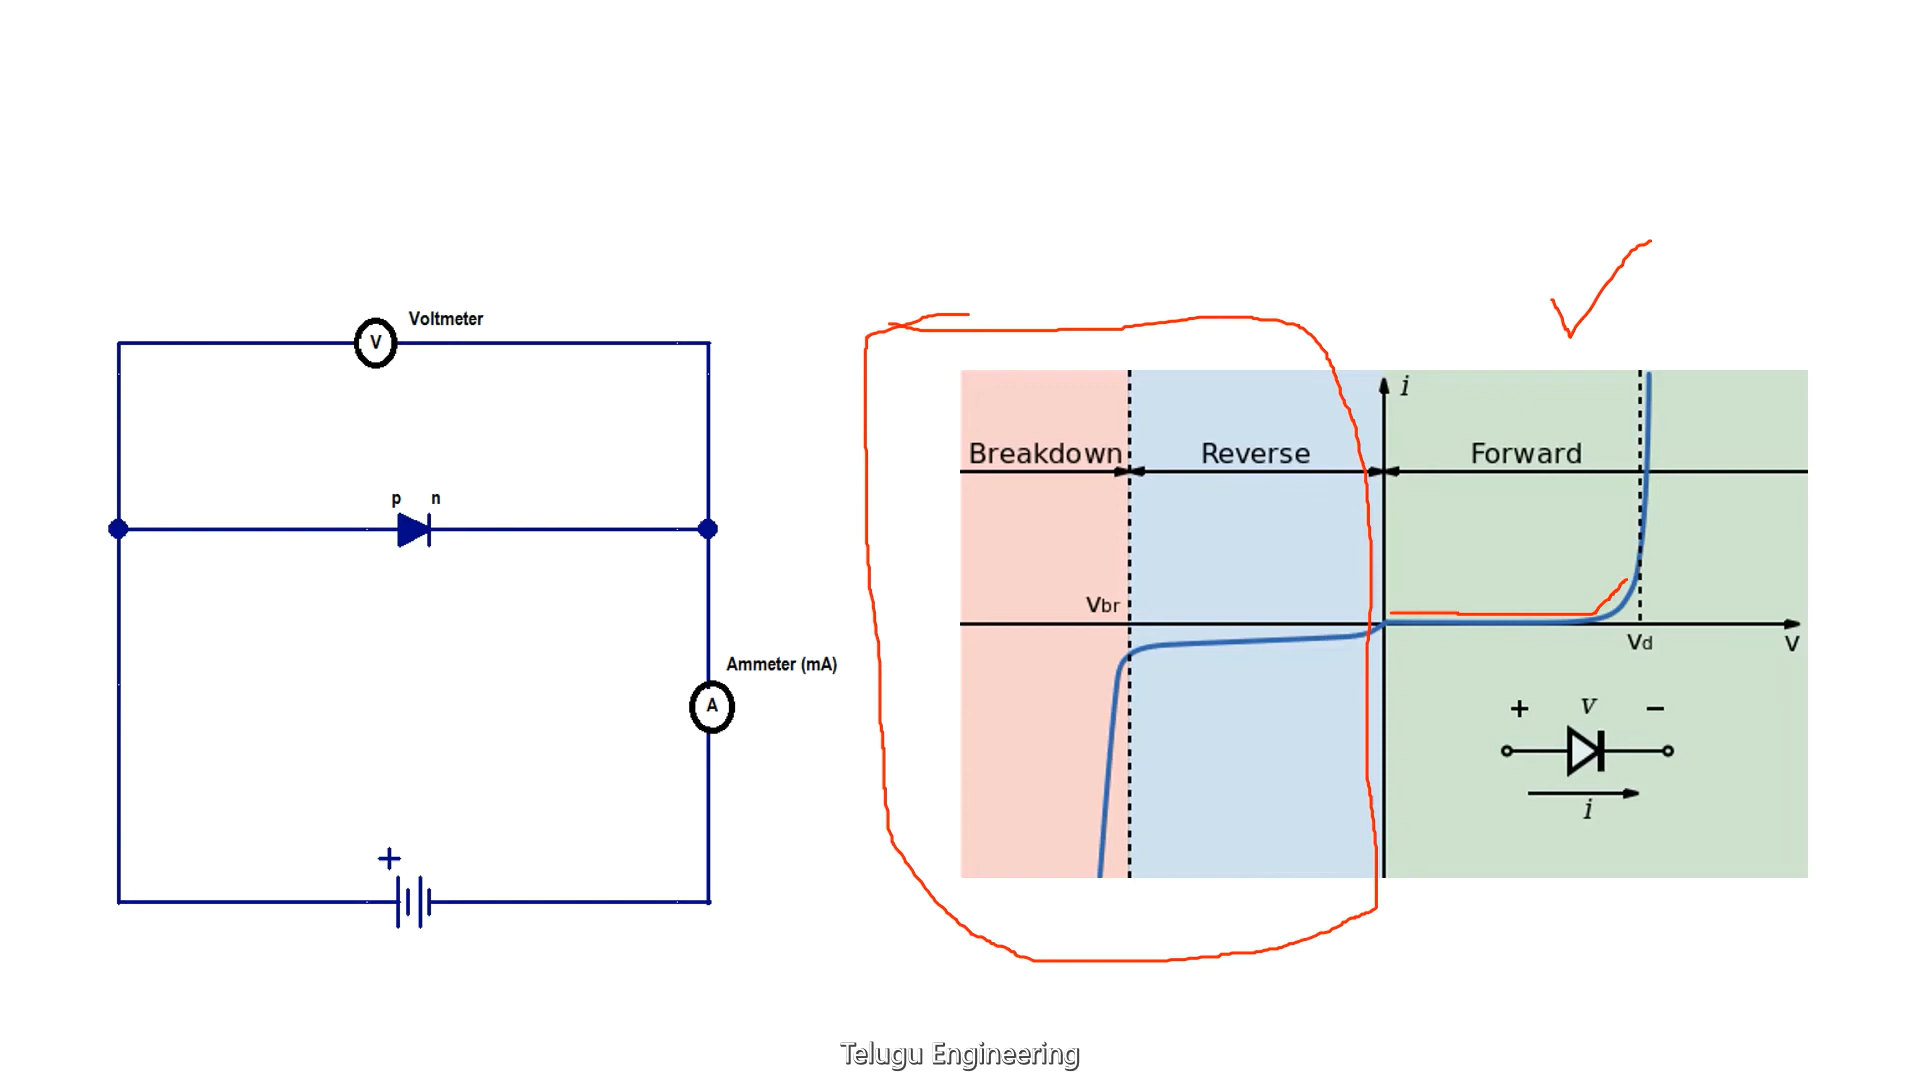 Voltmeter
V
p n
Ammeter (mA)
A
+
i
Breakdown Reverse Forward
Vbr
Vd
V
+ v −
i
Telugu Engineering